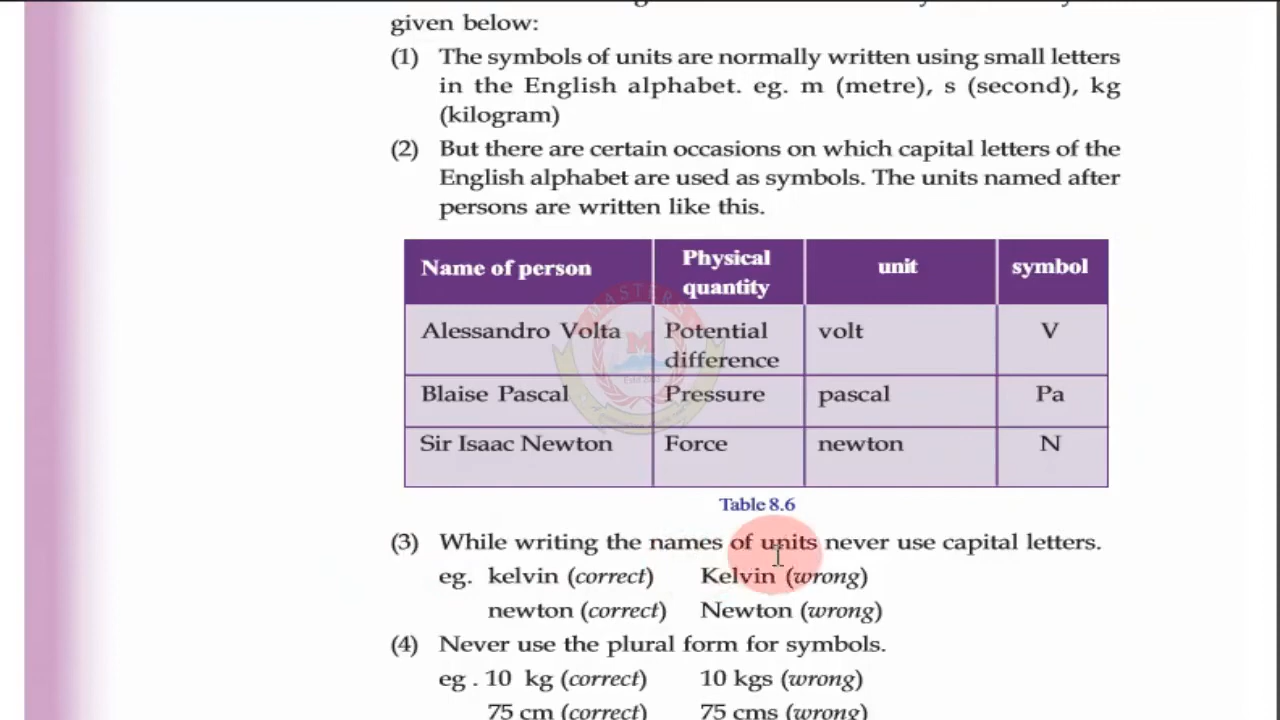 given below:
(1) The symbols of units are normally written using small letters
in the English alphabet. eg. m (metre), s (second), kg
(kilogram)
(2) But there are certain occasions on which capital letters of the
English alphabet are used as symbols. The units named after
persons are written like this.
Name of person Physical quantity unit symbol
Alessandro Volta Potential difference volt V
Blaise Pascal Pressure pascal Pa
Sir Isaac Newton Force newton N
MASTERS
M
Table 8.6
(3) While writing the names of units never use capital letters.
eg. kelvin (correct) Kelvin (wrong)
newton (correct) Newton (wrong)
(4) Never use the plural form for symbols.
eg . 10 kg (correct) 10 kgs (wrong)
75 cm (correct) 75 cms (wrong)